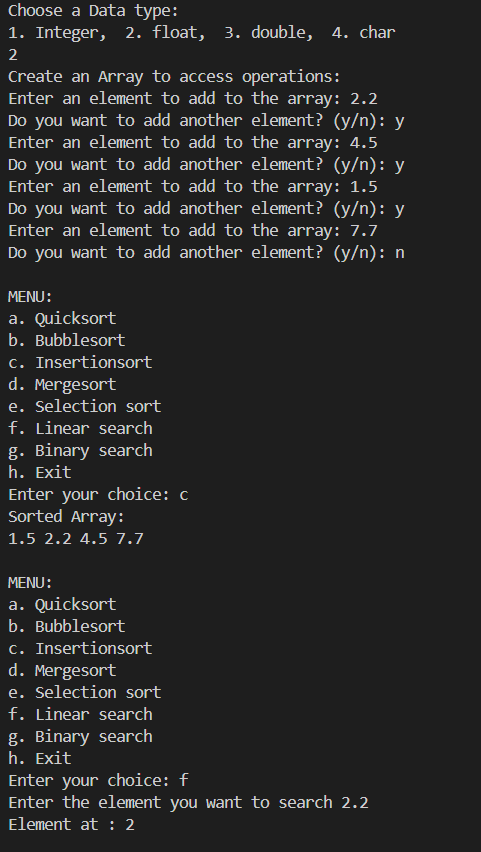 Choose a Data type:
1. Integer,  2. float,  3. double,  4. char
2
Create an Array to access operations:
Enter an element to add to the array: 2.2
Do you want to add another element? (y/n): y
Enter an element to add to the array: 4.5
Do you want to add another element? (y/n): y
Enter an element to add to the array: 1.5
Do you want to add another element? (y/n): y
Enter an element to add to the array: 7.7
Do you want to add another element? (y/n): n

MENU:
a. Quicksort
b. Bubblesort
c. Insertionsort
d. Mergesort
e. Selection sort
f. Linear search
g. Binary search
h. Exit
Enter your choice: c
Sorted Array:
1.5 2.2 4.5 7.7

MENU:
a. Quicksort
b. Bubblesort
c. Insertionsort
d. Mergesort
e. Selection sort
f. Linear search
g. Binary search
h. Exit
Enter your choice: f
Enter the element you want to search 2.2
Element at : 2